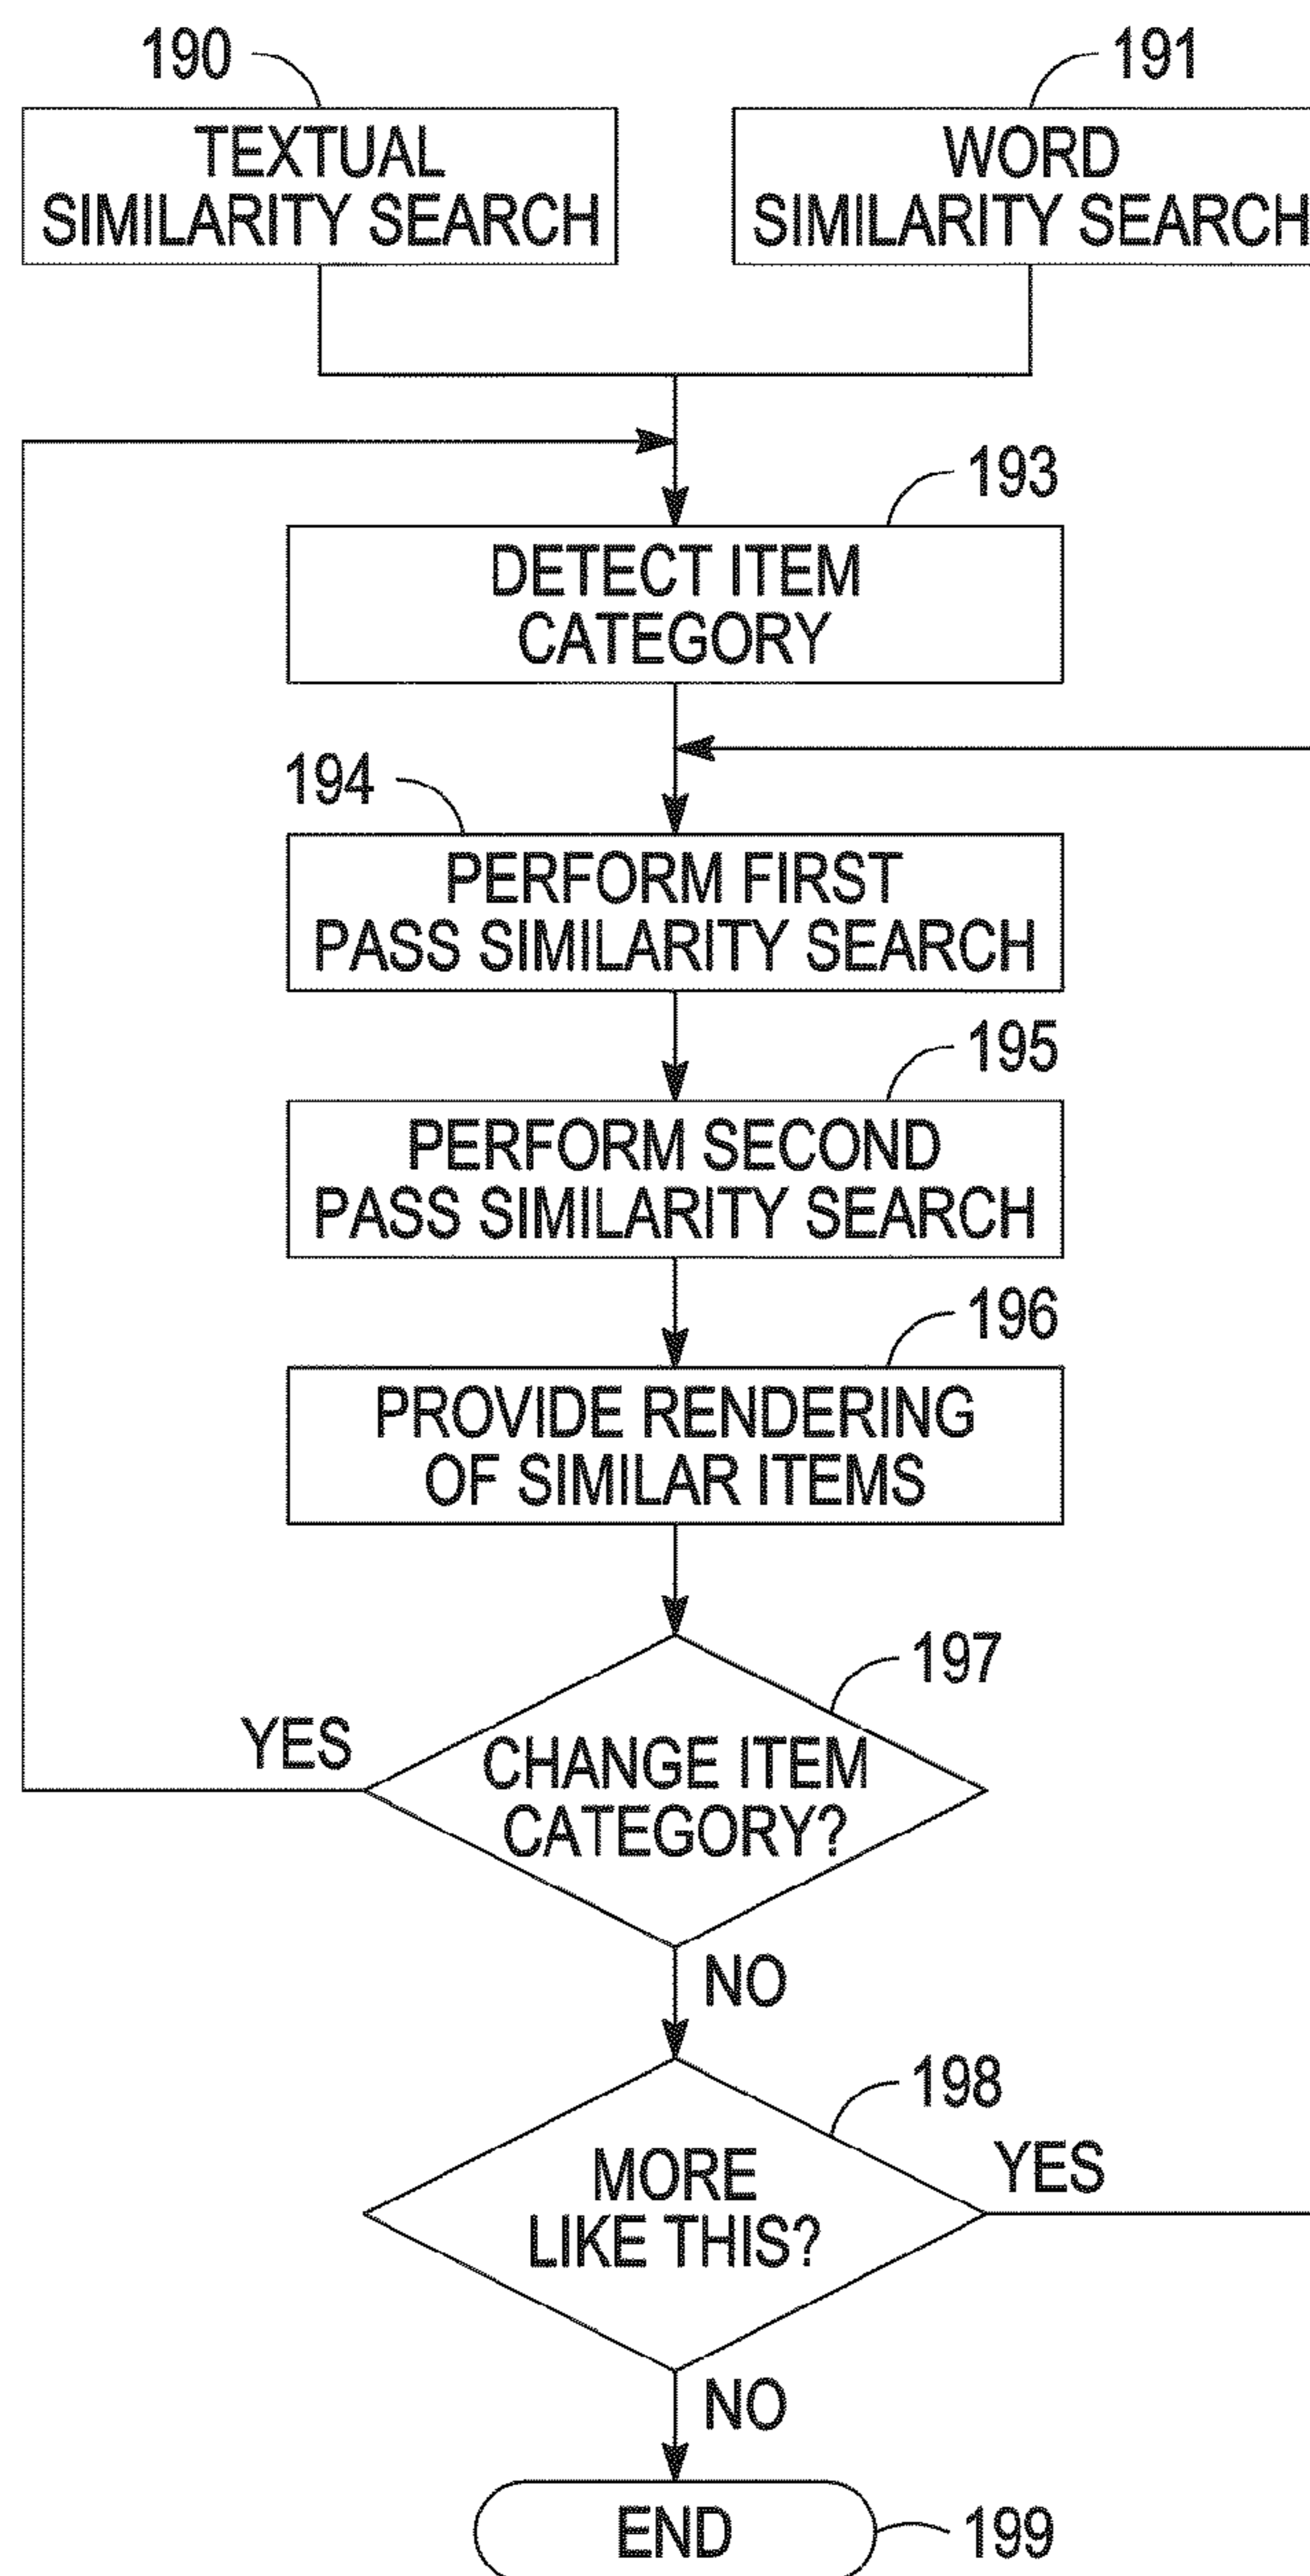 190
191
TEXTUAL
SIMILARITY SEARCH
WORD
SIMILARITY SEARCH
193
DETECT ITEM
CATEGORY
194
PERFORM FIRST
PASS SIMILARITY SEARCH
195
PERFORM SECOND
PASS SIMILARITY SEARCH
196
PROVIDE RENDERING
OF SIMILAR ITEMS
197
YES
CHANGE ITEM
CATEGORY?
NO
198
MORE
LIKE THIS?
YES
NO
END
199